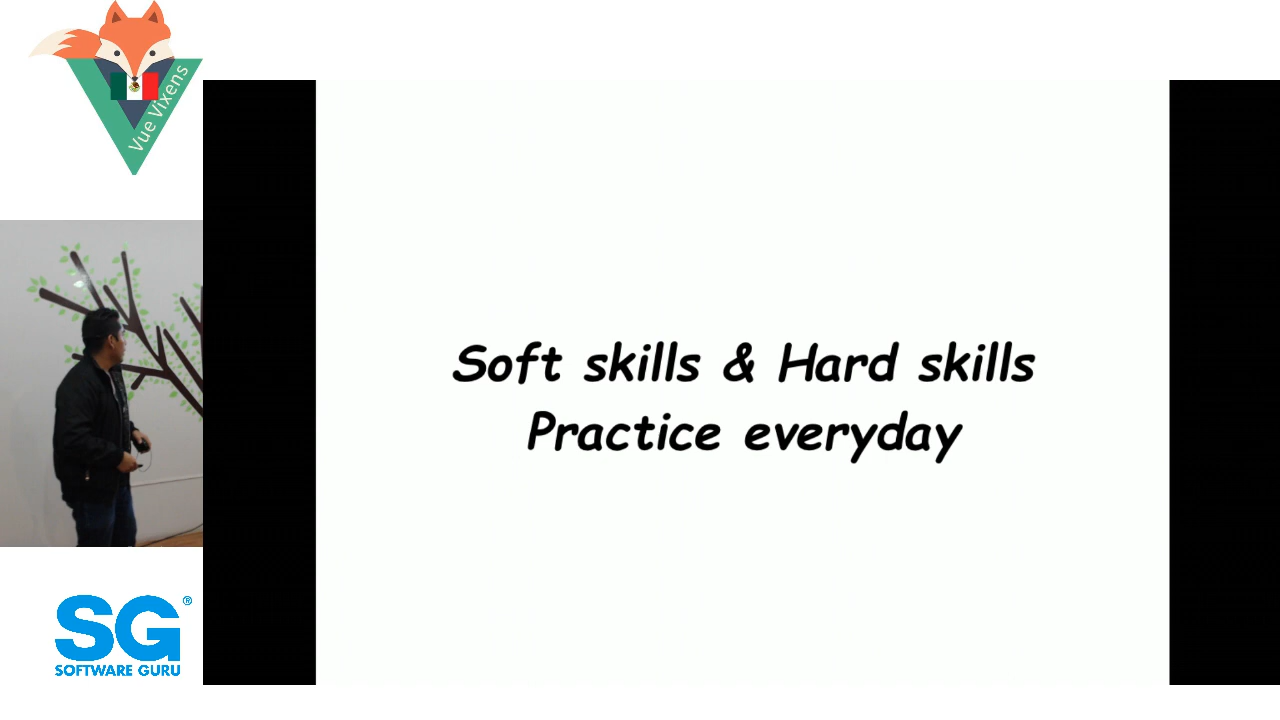 Vue Vixens
Soft skills & Hard skills
Practice everyday
SG®
SOFTWARE GURU